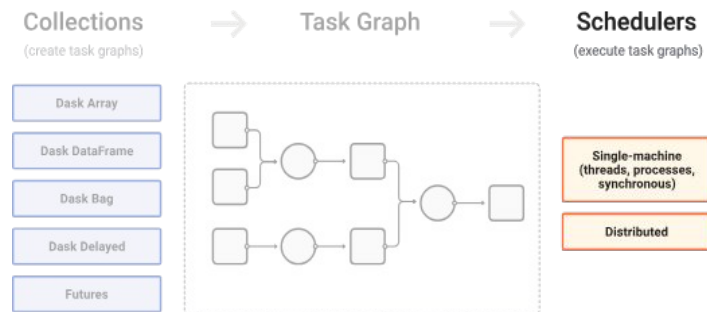 Collections
(create task graphs)
Task Graph
Schedulers
(execute task graphs)
Dask Array
Dask DataFrame
Dask Bag
Dask Delayed
Futures
Single-machine
(threads, processes,
synchronous)
Distributed